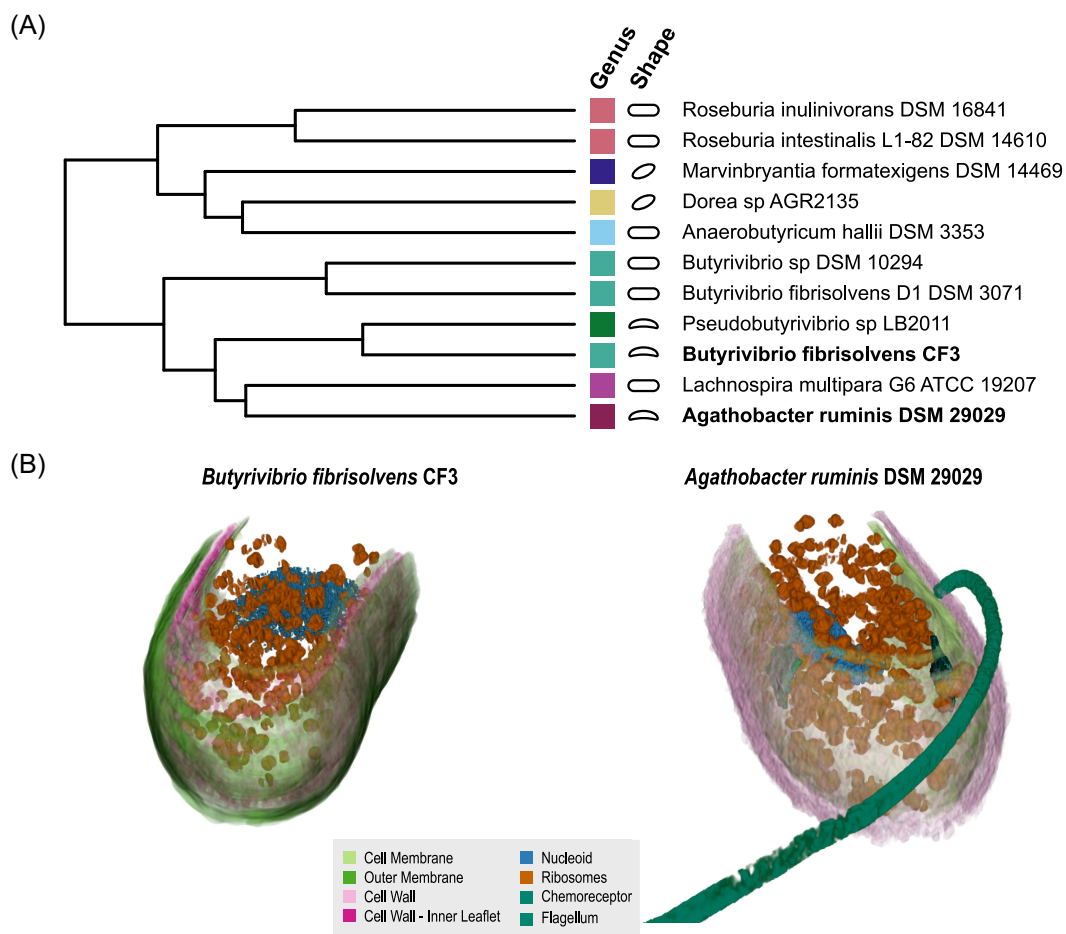 (A)
Genus
Shape
Roseburia inulinivorans DSM 16841
Roseburia intestinalis L1-82 DSM 14610
Marvinbryantia formatexigens DSM 14469
Dorea sp AGR2135
Anaerobutyricum hallii DSM 3353
Butyrivibrio sp DSM 10294
Butyrivibrio fibrisolvens D1 DSM 3071
Pseudobutyrivibrio sp LB2011
Butyrivibrio fibrisolvens CF3
Lachnospira multipara G6 ATCC 19207
Agathobacter ruminis DSM 29029
(B)
Butyrivibrio fibrisolvens CF3
Agathobacter ruminis DSM 29029
Cell Membrane
Outer Membrane
Cell Wall
Cell Wall - Inner Leaflet
Nucleoid
Ribosomes
Chemoreceptor
Flagellum